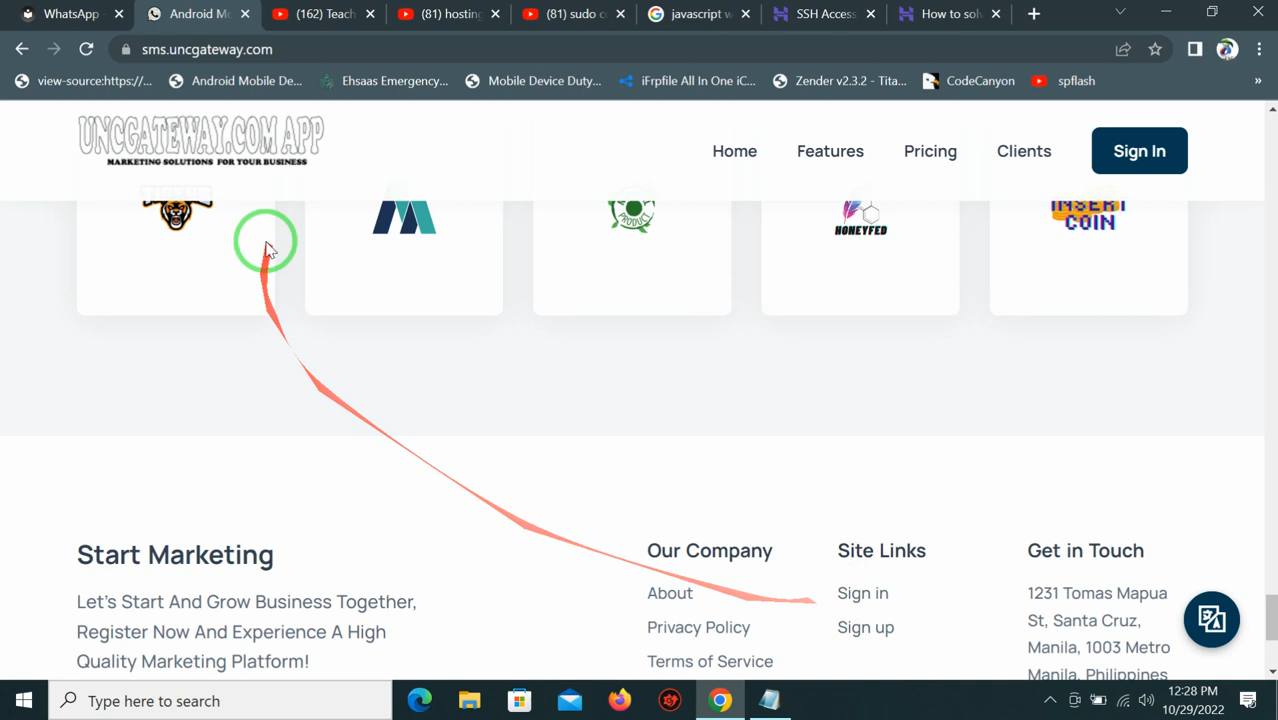 WhatsApp -
Android Mo
(162) Teach
(81) hosting
(81) sudo c
javascript w
SSH Access
How to solv
sms.uncgateway.com
view-source:https://...
Android Mobile De...
Ehsaas Emergency...
Mobile Device Duty...
iFrpfile All In One iC...
Zender v2.3.2 - Tita...
CodeCanyon
spflash
»
UNCGATEWAY.COM APP
MARKETING SOLUTIONS FOR YOUR BUSINESS
Home
Features
Pricing
Clients
Sign In
PRODUCT
HONEYFED
INSERT
COIN
Start Marketing
Let's Start And Grow Business Together,
Register Now And Experience A High
Quality Marketing Platform!
Our Company
About
Privacy Policy
Terms of Service
Site Links
Sign in
Sign up
Get in Touch
1231 Tomas Mapua
St, Santa Cruz,
Manila, 1003 Metro
Manila, Philippines
Type here to search
12:28 PM
10/29/2022